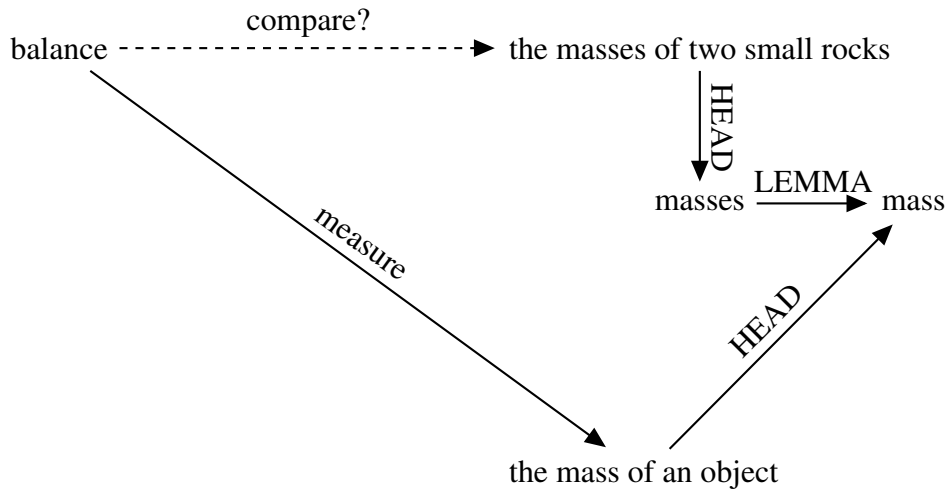 compare?
balance
the masses of two small rocks
HEAD
masses
LEMMA
mass
measure
HEAD
the mass of an object